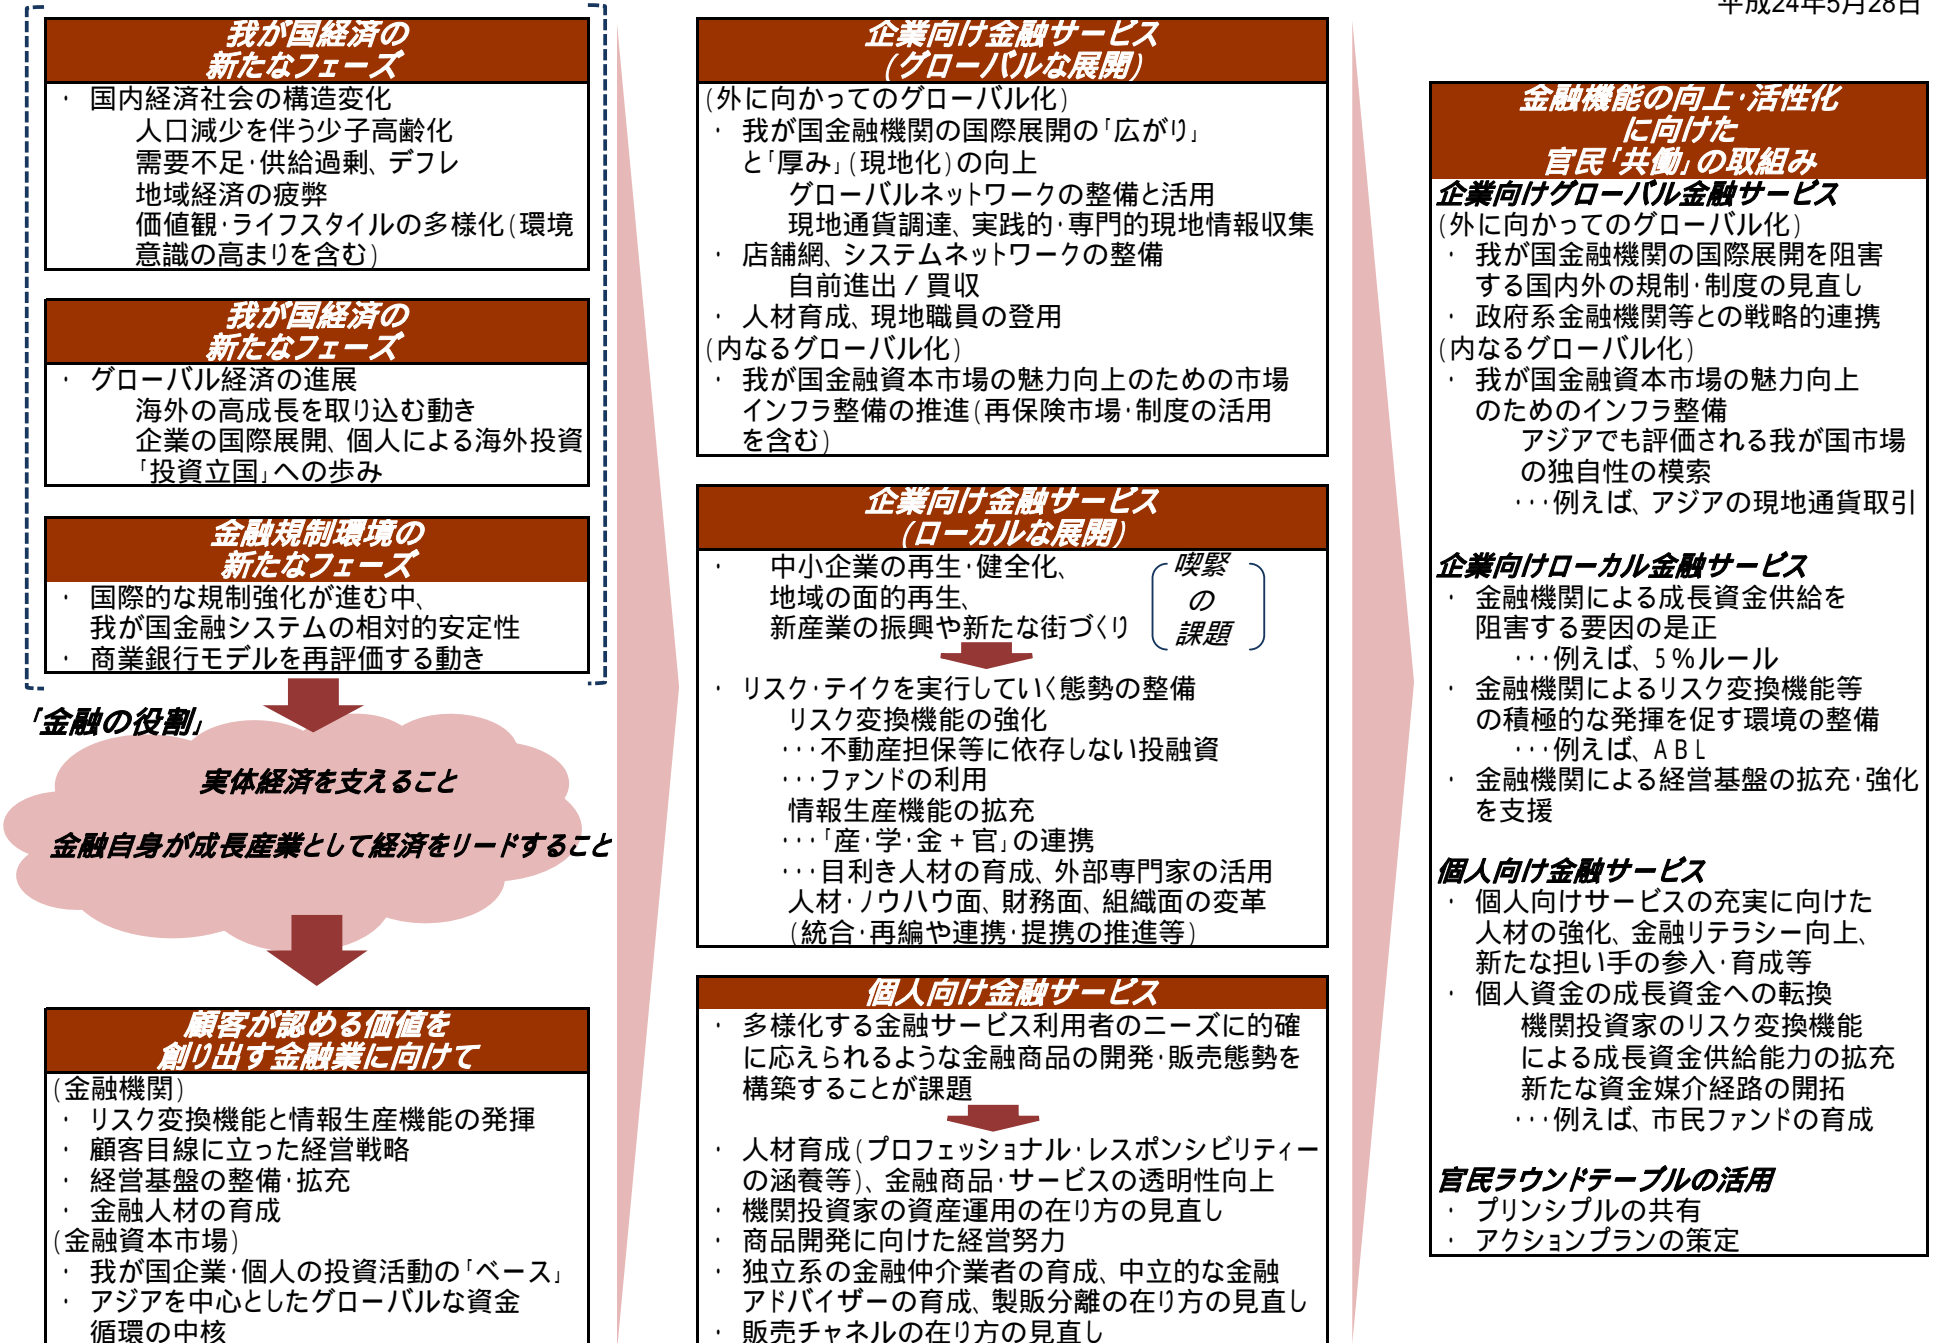 平成24年5月28日
我が国経済の
新たなフェーズ
・ 国内経済社会の構造変化
人口減少を伴う少子高齢化
需要不足・供給過剰、デフレ
地域経済の疲弊
価値観・ライフスタイルの多様化(環境
意識の高まりを含む)
我が国経済の
新たなフェーズ
・ グローバル経済の進展
海外の高成長を取り込む動き
企業の国際展開、個人による海外投資
「投資立国」への歩み
金融規制環境の
新たなフェーズ
・ 国際的な規制強化が進む中、
我が国金融システムの相対的安定性
・ 商業銀行モデルを再評価する動き
「金融の役割」
実体経済を支えること
金融自身が成長産業として経済をリードすること
顧客が認める価値を
創り出す金融業に向けて
(金融機関)
・ リスク変換機能と情報生産機能の発揮
・ 顧客目線に立った経営戦略
・ 経営基盤の整備・拡充
・ 金融人材の育成
(金融資本市場)
・ 我が国企業・個人の投資活動の「ベース」
・ アジアを中心としたグローバルな資金
循環の中核
企業向け金融サービス
(グローバルな展開)
(外に向かってのグローバル化)
・ 我が国金融機関の国際展開の「広がり」
と「厚み」(現地化)の向上
グローバルネットワークの整備と活用
現地通貨調達、実践的・専門的現地情報収集
・ 店舗網、システムネットワークの整備
自前進出/買収
・ 人材育成、現地職員の登用
(内なるグローバル化)
・ 我が国金融資本市場の魅力向上のための市場
インフラ整備の推進(再保険市場・制度の活用
を含む)
企業向け金融サービス
(ローカルな展開)
・ 中小企業の再生・健全化、
地域の面的再生、
新産業の振興や新たな街づくり
喫緊
の
課題
・ リスク・テイクを実行していく態勢の整備
リスク変換機能の強化
・・・不動産担保等に依存しない投融資
・・・ファンドの利用
情報生産機能の拡充
・・・「産・学・金+官」の連携
・・・目利き人材の育成、外部専門家の活用
人材・ノウハウ面、財務面、組織面の変革
(統合・再編や連携・提携の推進等)
個人向け金融サービス
・ 多様化する金融サービス利用者のニーズに的確
に応えられるような金融商品の開発・販売態勢を
構築することが課題
・ 人材育成(プロフェッショナル・レスポンシビリティー
の涵養等)、金融商品・サービスの透明性向上
・ 機関投資家の資産運用の在り方の見直し
・ 商品開発に向けた経営努力
・ 独立系の金融仲介業者の育成、中立的な金融
アドバイザーの育成、製販分離の在り方の見直し
・ 販売チャネルの在り方の見直し
金融機能の向上・活性化
に向けた
官民「共働」の取組み
企業向けグローバル金融サービス
(外に向かってのグローバル化)
・ 我が国金融機関の国際展開を阻害
する国内外の規制・制度の見直し
・ 政府系金融機関等との戦略的連携
(内なるグローバル化)
・ 我が国金融資本市場の魅力向上
のためのインフラ整備
アジアでも評価される我が国市場
の独自性の模索
・・・例えば、アジアの現地通貨取引
企業向けローカル金融サービス
・ 金融機関による成長資金供給を
阻害する要因の是正
・・・例えば、5%ルール
・ 金融機関によるリスク変換機能等
の積極的な発揮を促す環境の整備
・・・例えば、ABL
・ 金融機関による経営基盤の拡充・強化
を支援
個人向け金融サービス
・ 個人向けサービスの充実に向けた
人材の強化、金融リテラシー向上、
新たな担い手の参入・育成等
・ 個人資金の成長資金への転換
機関投資家のリスク変換機能
による成長資金供給能力の拡充
新たな資金媒介経路の開拓
・・・例えば、市民ファンドの育成
官民ラウンドテーブルの活用
・ プリンシプルの共有
・ アクションプランの策定